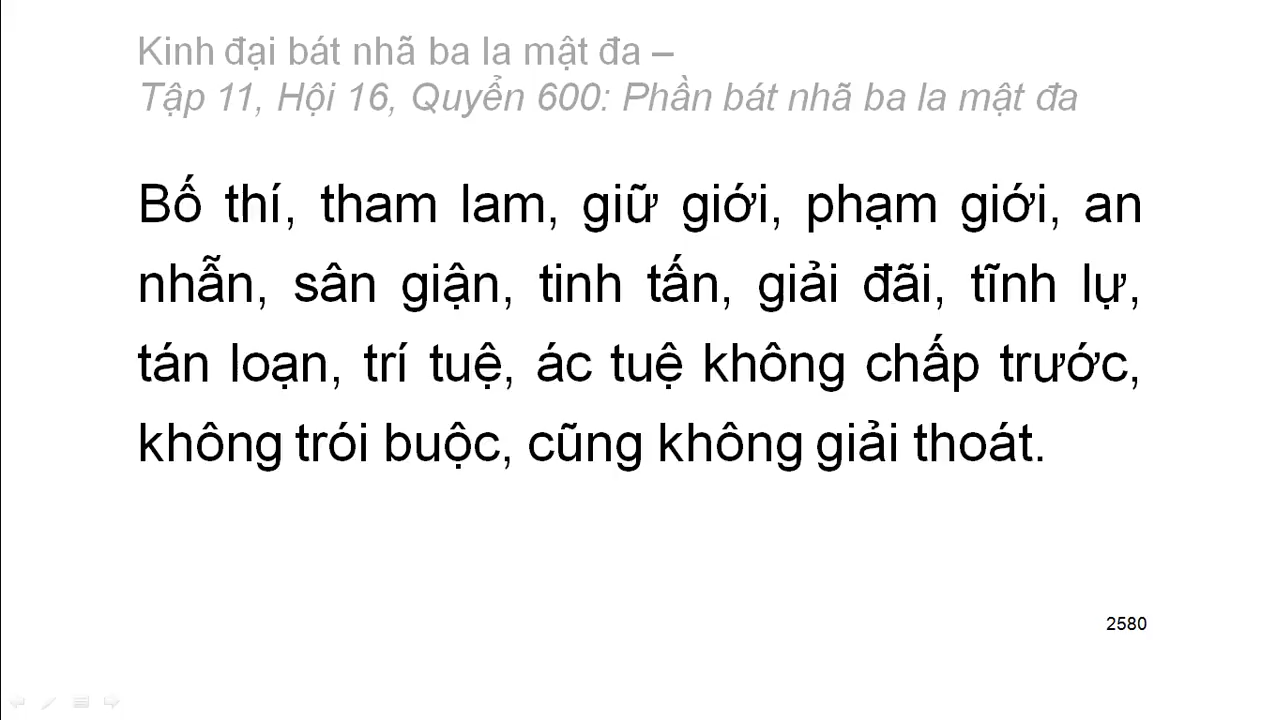 Kinh đại bát nhã ba la mật đa –
Tập 11, Hội 16, Quyển 600: Phần bát nhã ba la mật đa
Bố thí, tham lam, giữ giới, phạm giới, an
nhẫn, sân giận, tinh tấn, giải đãi, tĩnh lự,
tán loạn, trí tuệ, ác tuệ không chấp trước,
không trói buộc, cũng không giải thoát.
2580